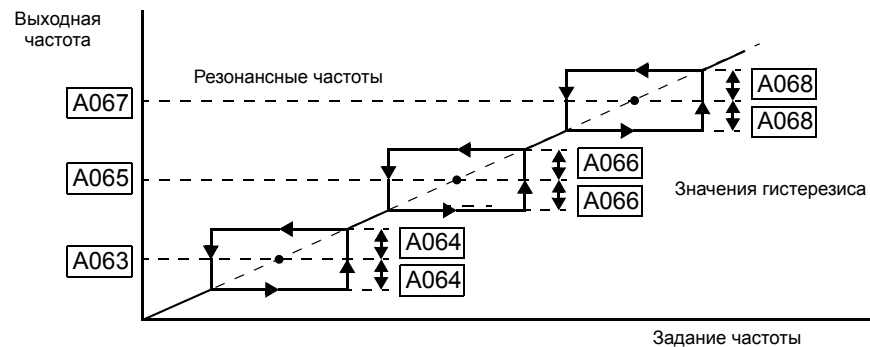 Выходная
частота
Резонансные частоты
A067
A068
A068
A065
A066
A066
Значения гистерезиса
A063
A064
A064
Задание частоты